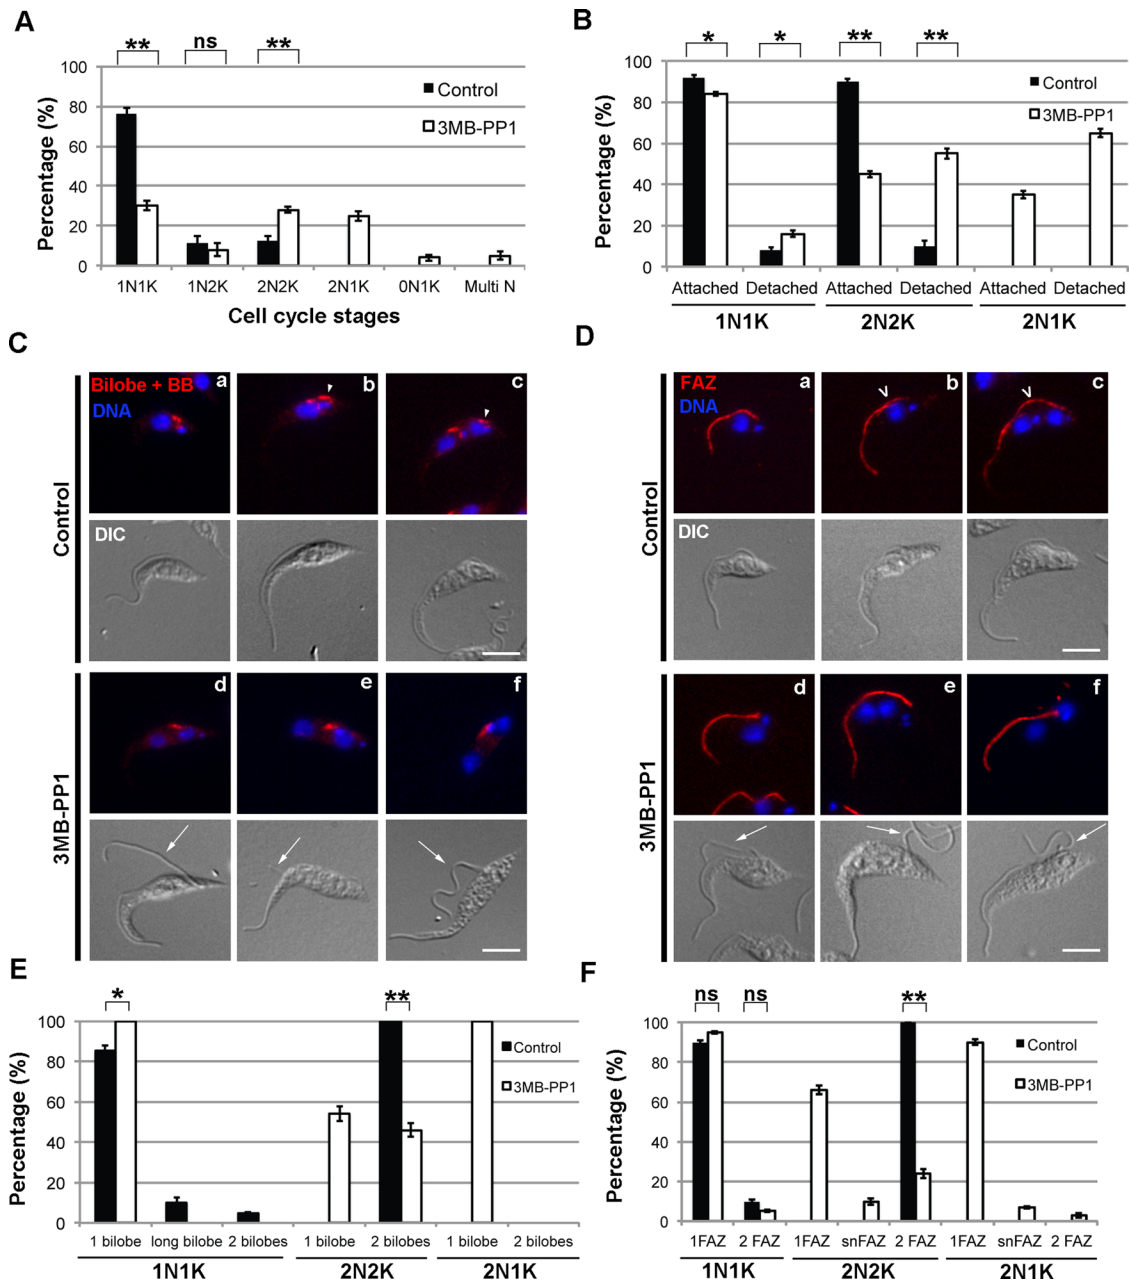 A
** ns **
Percentage (%)
100
80
60
40
20
0
Control
3MB-PP1
1N1K 1N2K 2N2K 2N1K 0N1K Multi N
Cell cycle stages
B
* * ** **
Percentage (%)
100
80
60
40
20
0
Control
3MB-PP1
Attached Detached Attached Detached Attached Detached
1N1K 2N2K 2N1K
C
Control
Bilobe + BB
DNA
a b c
DIC
3MB-PP1
d e f
D
Control
FAZ
DNA
a b c
DIC
3MB-PP1
d e f
E
* **
Percentage (%)
100
80
60
40
20
0
Control
3MB-PP1
1 bilobe long bilobe 2 bilobes 1 bilobe 2 bilobes 1 bilobe 2 bilobes
1N1K 2N2K 2N1K
F
ns ns **
Percentage (%)
100
80
60
40
20
0
Control
3MB-PP1
1FAZ 2 FAZ 1FAZ snFAZ 2 FAZ 1FAZ snFAZ 2 FAZ
1N1K 2N2K 2N1K